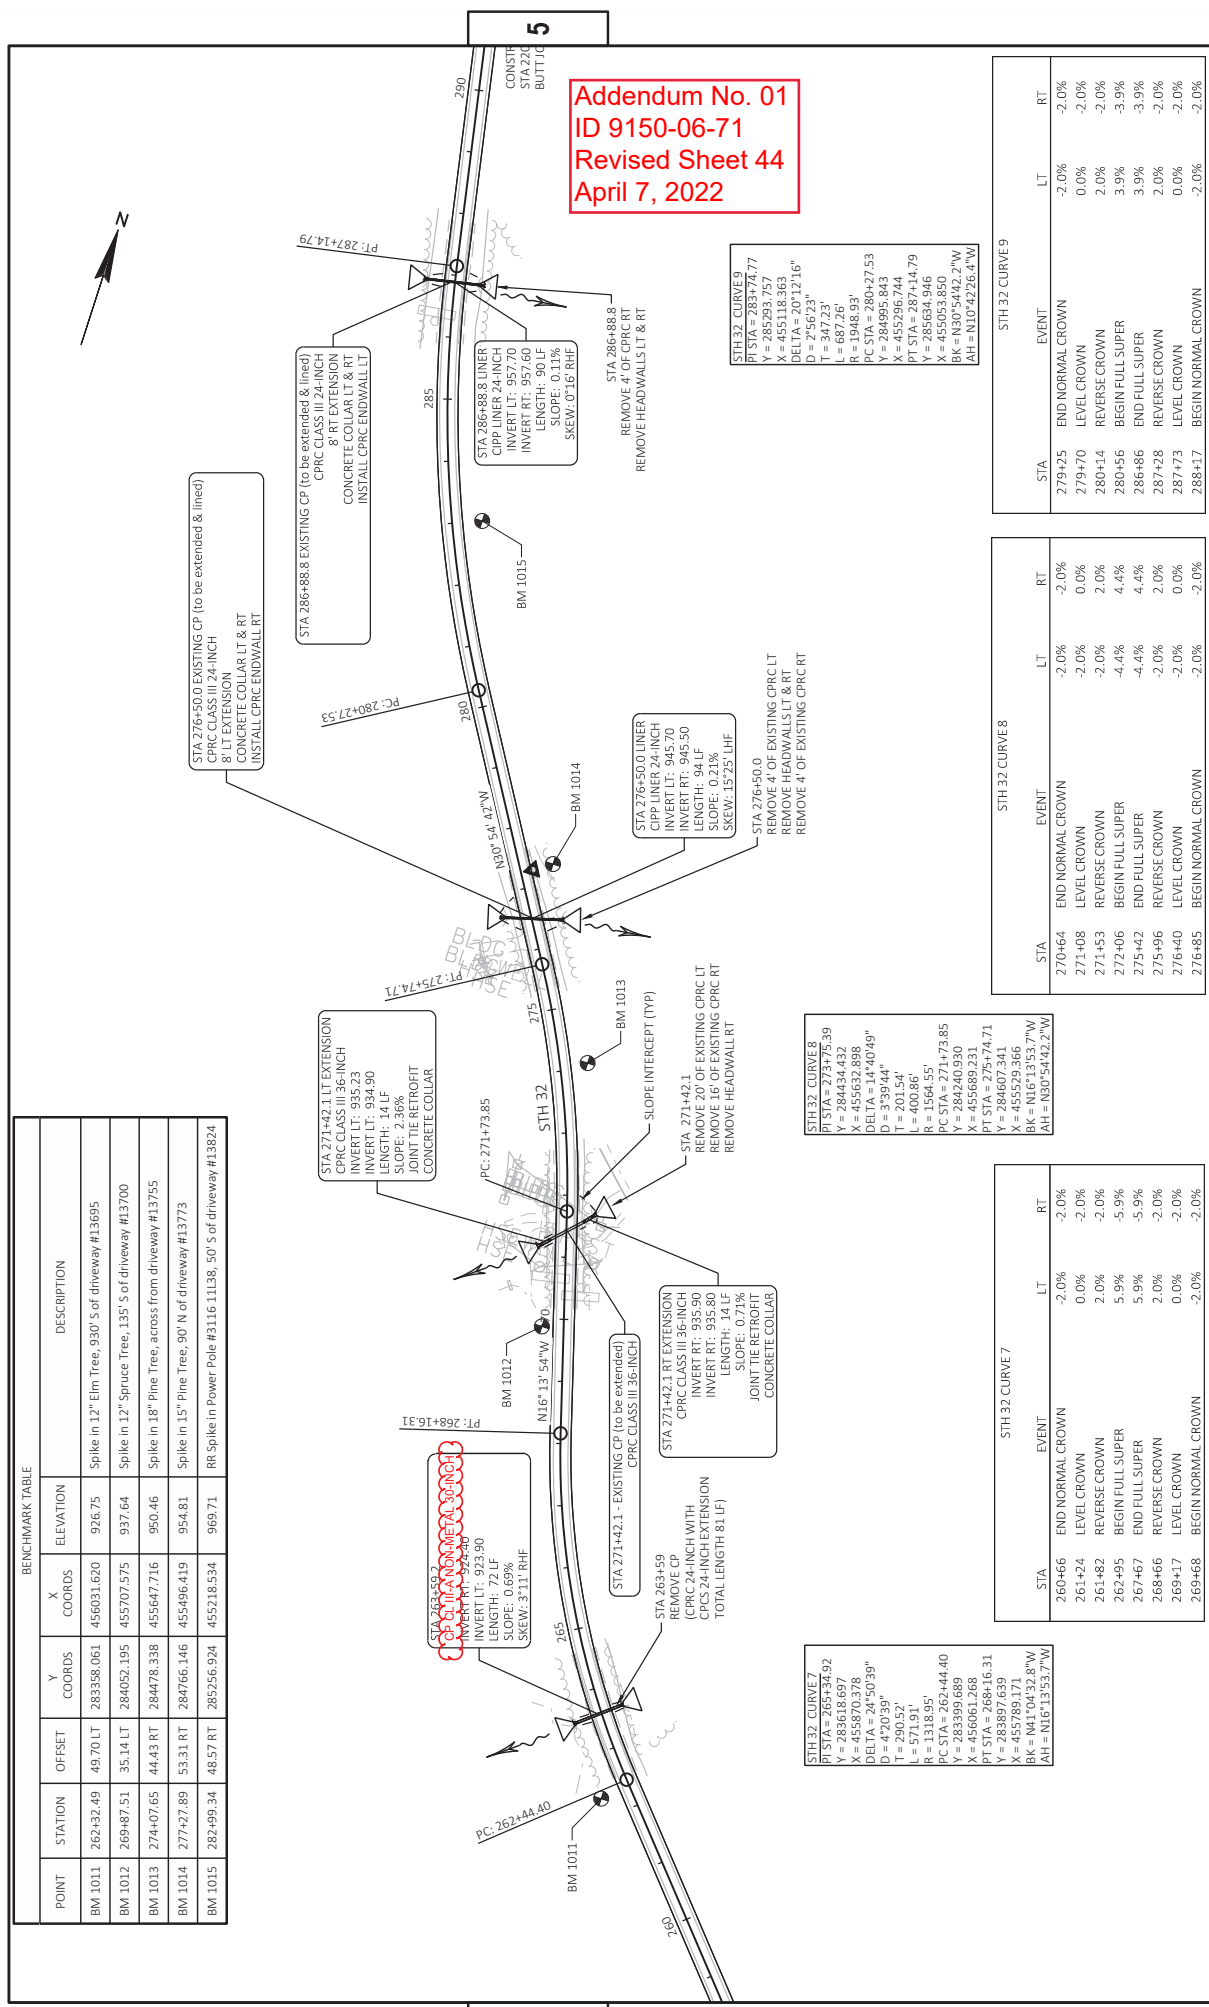 5
Addendum No. 01
ID 9150-06-71
Revised Sheet 44
April 7, 2022
BENCHMARK TABLE
POINT STATION OFFSET Y COORDS X COORDS ELEVATION DESCRIPTION
BM 1011 262+32.49 49.70 LT 283358.061 456031.620 926.75 Spike in 12" Elm Tree, 930' S of driveway #13695
BM 1012 269+87.51 35.14 LT 284052.195 455707.575 937.64 Spike in 12" Spruce Tree, 135' S of driveway #13700
BM 1013 274+07.65 44.43 RT 284478.338 455647.716 950.46 Spike in 18" Pine Tree, across from driveway #13755
BM 1014 277+27.89 53.31 RT 284766.146 455496.419 954.81 Spike in 15" Pine Tree, 90' N of driveway #13773
BM 1015 282+99.34 48.57 RT 285256.924 455218.534 969.71 RR Spike in Power Pole #3116 11L38, 50' S of driveway #13824
N
STA 276+50.0 EXISTING CP (to be extended & lined)
CPRC CLASS III 24-INCH
8' LT EXTENSION
CONCRETE COLLAR LT & RT
INSTALL CPRC ENDWALL RT
STA 286+88.8 EXISTING CP (to be extended & lined)
CPRC CLASS III 24-INCH
8' RT EXTENSION
CONCRETE COLLAR LT & RT
INSTALL CPRC ENDWALL LT
STA 271+42.1 LT EXTENSION
CPRC CLASS III 36-INCH
INVERT LT: 935.23
INVERT LT: 934.90
LENGTH: 14 LF
SLOPE: 2.36%
JOINT TIE RETROFIT
CONCRETE COLLAR
STA 263+59.2
CP CL III-A NON-METAL 30-INCH
INVERT RT: 924.40
INVERT LT: 923.90
LENGTH: 72 LF
SLOPE: 0.69%
SKEW: 3°11' RHF
STA 286+88.8 LINER
CIPP LINER 24-INCH
INVERT LT: 957.70
INVERT RT: 957.60
LENGTH: 90 LF
SLOPE: 0.11%
SKEW: 0°16' RHF
STA 286+88.8
REMOVE 4' OF CPRC RT
REMOVE HEADWALLS LT & RT
STA 276+50.0 LINER
CIPP LINER 24-INCH
INVERT LT: 945.70
INVERT RT: 945.50
LENGTH: 94 LF
SLOPE: 0.21%
SKEW: 15°25' LHF
STA 276+50.0
REMOVE 4' OF EXISTING CPRC LT
REMOVE HEADWALLS LT & RT
REMOVE 4' OF EXISTING CPRC RT
SLOPE INTERCEPT (TYP)
STA 271+42.1
REMOVE 20' OF EXISTING CPRC LT
REMOVE 16' OF EXISTING CPRC RT
REMOVE HEADWALL RT
STA 271+42.1 RT EXTENSION
CPRC CLASS III 36-INCH
INVERT RT: 935.90
INVERT RT: 935.80
LENGTH: 14 LF
SLOPE: 0.71%
JOINT TIE RETROFIT
CONCRETE COLLAR
STA 271+42.1 - EXISTING CP (to be extended)
CPRC CLASS III 36-INCH
STA 263+59
REMOVE CP
(CPRC 24-INCH WITH
CPCS 24-INCH EXTENSION
TOTAL LENGTH 81 LF)
PC: 262+44.40
PT: 268+16.31
PC: 271+73.85
PT: 275+74.71
PC: 280+27.53
PT: 287+14.79
N16° 13' 54"W
N30° 54' 42"W
STH 32
BM 1011
BM 1012
BM 1013
BM 1014
BM 1015
260
265
275
280
285
290
STH 32 CURVE 7
PI STA = 265+34.92
Y = 283618.697
X = 455870.378
DELTA = 24°50'39"
D = 4°20'39"
T = 290.52'
L = 571.91'
R = 1318.95'
PC STA = 262+44.40
Y = 283399.689
X = 456061.268
PT STA = 268+16.31
Y = 283897.639
X = 455789.171
BK = N41°04'32.8"W
AH = N16°13'53.7"W
STH 32 CURVE 8
PI STA = 273+75.39
Y = 284434.432
X = 455632.898
DELTA = 14°40'49"
D = 3°39'44"
T = 201.54'
L = 400.86'
R = 1564.55'
PC STA = 271+73.85
Y = 284240.930
X = 455689.231
PT STA = 275+74.71
Y = 284607.341
X = 455529.366
BK = N16°13'53.7"W
AH = N30°54'42.2"W
STH 32 CURVE 9
PI STA = 283+74.77
Y = 285293.757
X = 455118.363
DELTA = 20°12'16"
D = 2°56'23"
T = 347.23'
L = 687.26'
R = 1948.93'
PC STA = 280+27.53
Y = 284995.843
X = 455296.744
PT STA = 287+14.79
Y = 285634.946
X = 455053.850
BK = N30°54'42.2"W
AH = N10°42'26.4"W
STH 32 CURVE 7
STA EVENT LT RT
260+66 END NORMAL CROWN -2.0% -2.0%
261+24 LEVEL CROWN 0.0% -2.0%
261+82 REVERSE CROWN 2.0% -2.0%
262+95 BEGIN FULL SUPER 5.9% -5.9%
267+67 END FULL SUPER 5.9% -5.9%
268+66 REVERSE CROWN 2.0% -2.0%
269+17 LEVEL CROWN 0.0% -2.0%
269+68 BEGIN NORMAL CROWN -2.0% -2.0%
STH 32 CURVE 8
STA EVENT LT RT
270+64 END NORMAL CROWN -2.0% -2.0%
271+08 LEVEL CROWN -2.0% 0.0%
271+53 REVERSE CROWN -2.0% 2.0%
272+06 BEGIN FULL SUPER -4.4% 4.4%
275+42 END FULL SUPER -4.4% 4.4%
275+96 REVERSE CROWN -2.0% 2.0%
276+40 LEVEL CROWN -2.0% 0.0%
276+85 BEGIN NORMAL CROWN -2.0% -2.0%
STH 32 CURVE 9
STA EVENT LT RT
279+25 END NORMAL CROWN -2.0% -2.0%
279+70 LEVEL CROWN 0.0% -2.0%
280+14 REVERSE CROWN 2.0% -2.0%
280+56 BEGIN FULL SUPER 3.9% -3.9%
286+86 END FULL SUPER 3.9% -3.9%
287+28 REVERSE CROWN 2.0% -2.0%
287+73 LEVEL CROWN 0.0% -2.0%
288+17 BEGIN NORMAL CROWN -2.0% -2.0%